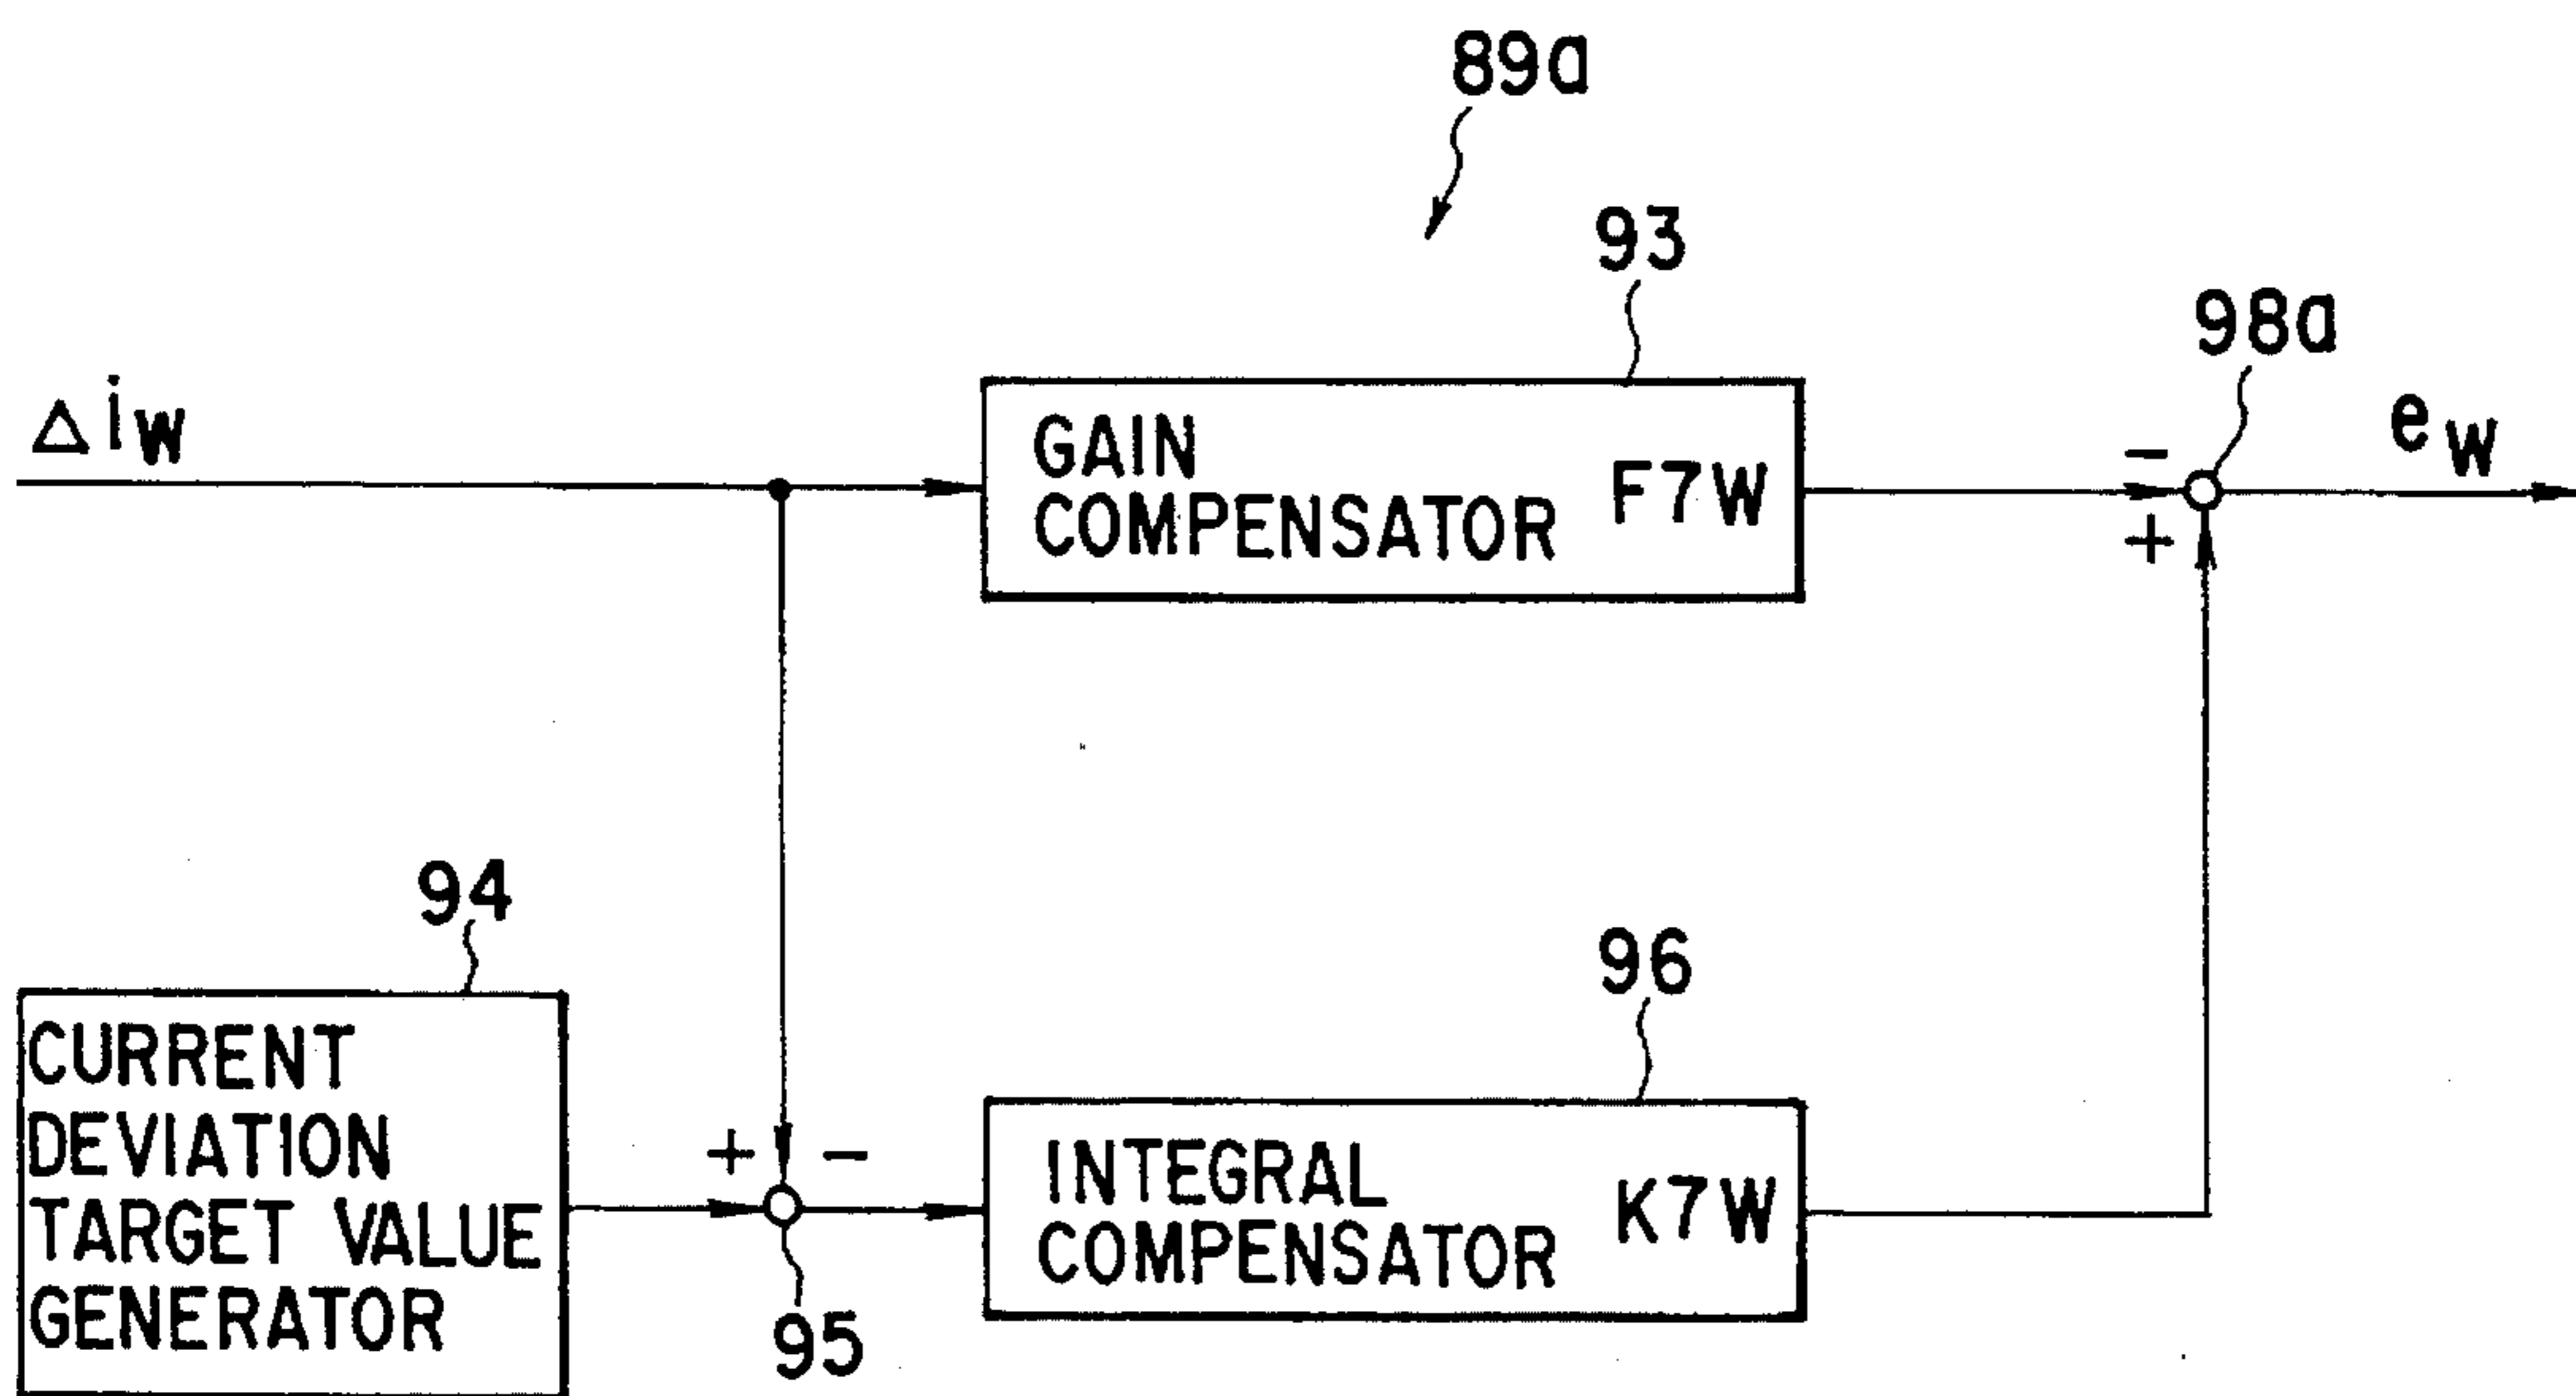 89a
93
98a
Δiw
ew
GAIN
COMPENSATOR F7W
−
+
94
96
CURRENT
DEVIATION
TARGET VALUE
GENERATOR
+ −
INTEGRAL
COMPENSATOR K7W
95